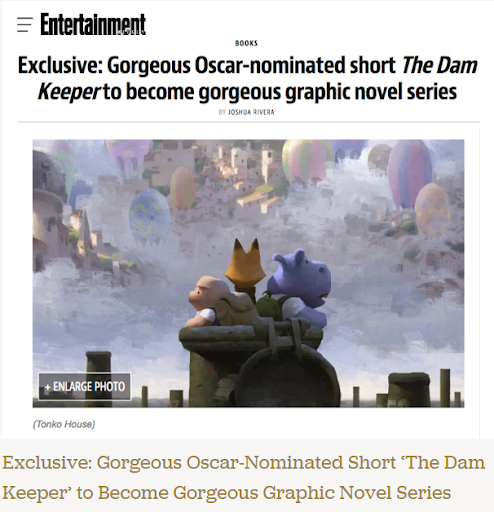 Entertainment
BOOKS
Exclusive: Gorgeous Oscar-nominated short The Dam
Keeper to become gorgeous graphic novel series
BY JOSHUA RIVERA
+ ENLARGE PHOTO
(Tonko House)
Exclusive: Gorgeous Oscar-Nominated Short ‘The Dam
Keeper’ to Become Gorgeous Graphic Novel Series